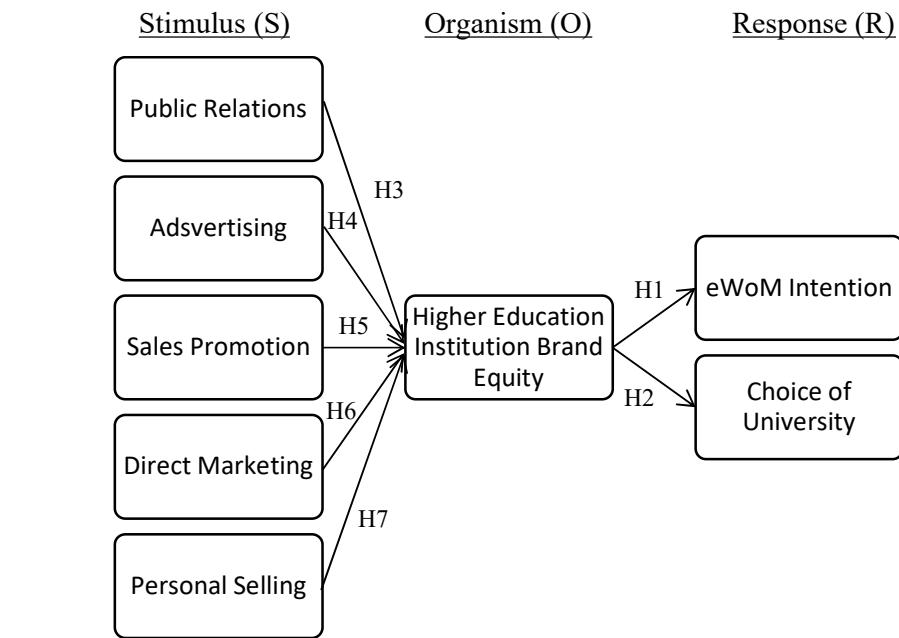 Stimulus (S)
Organism (O)
Response (R)
Public Relations
H3
Adsvertising
H4
Sales Promotion
H5
Higher Education
Institution Brand
Equity
H1
eWoM Intention
H2
Choice of
University
Direct Marketing
H6
H7
Personal Selling